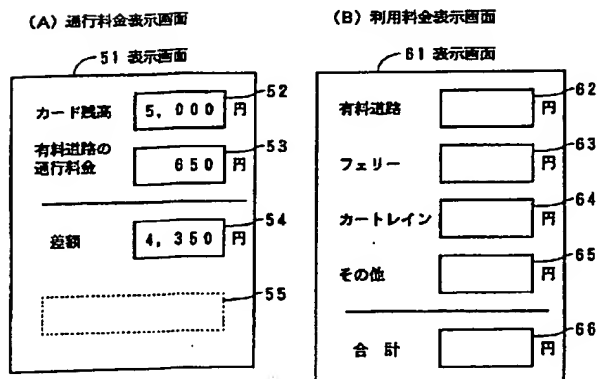 (A) 通行料金表示画面
51 表示画面
カード残高 5,000 円 52
有料道路の
通行料金 650 円 53
差額 4,350 円 54
55
(B) 利用料金表示画面
61 表示画面
有料道路 円 62
フェリー 円 63
カートレイン 円 64
その他 円 65
合計 円 66